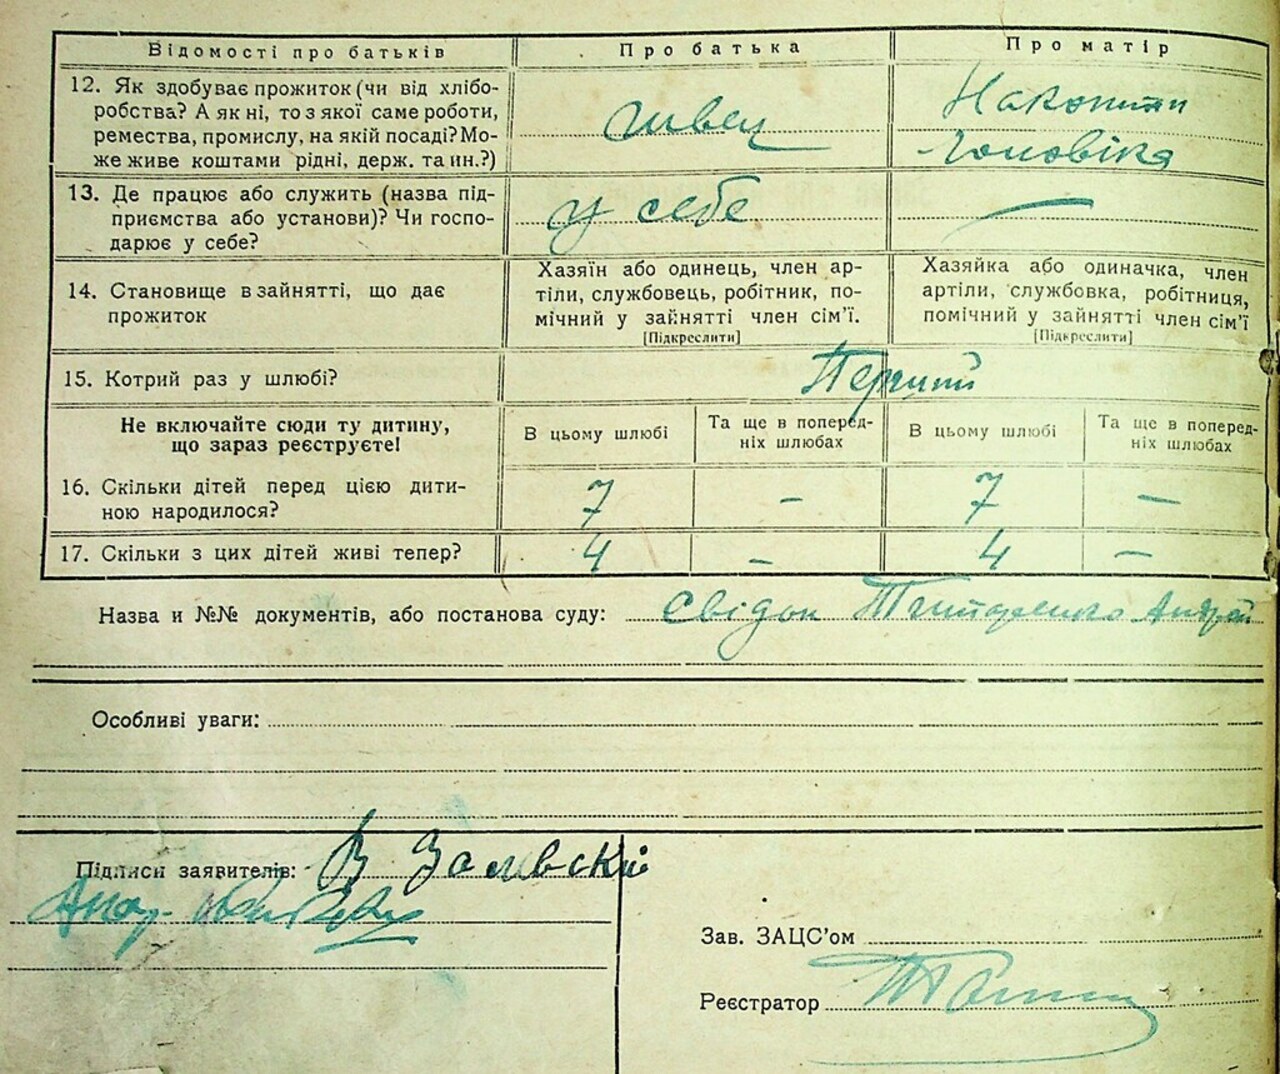 Відомості про батьків
Про батька
Про матір
12. Як здобуває прожиток (чи від хлібо-
робства? А як ні, то з якої саме роботи,
ремества, промислу, на якій посаді? Мо-
же живе коштами рідні, держ. та ин.?)
швец
На кошти
чоловіка
13. Де працює або служить (назва під-
приємства або установи)? Чи госпо-
дарює у себе?
у себе
—
14. Становище в зайнятті, що дає
прожиток
Хазяїн або одинець, член ар-
тілі, службовець, робітник, по-
мічний у зайнятті член сім’ї.
[Підкреслити]
Хазяйка або одиначка, член
артіли, службовка, робітниця,
помічний у зайнятті член сім’ї
[Підкреслити]
15. Котрий раз у шлюбі?
Перший
Не включайте сюди ту дитину,
що зараз реєструєте!
В цьому шлюбі
Та ще в поперед-
ніх шлюбах
В цьому шлюбі
Та ще в поперед-
ніх шлюбах
16. Скільки дітей перед цією дити-
ною народилося?
7 – 7 —
17. Скільки з цих дітей живі тепер?
4 – 4 —
Назва и №№ документів, або постанова суду: Свідок Андрій
Особливі уваги:
Підписи заявителів: В
Зав. ЗАЦС’ом
Реєстратор